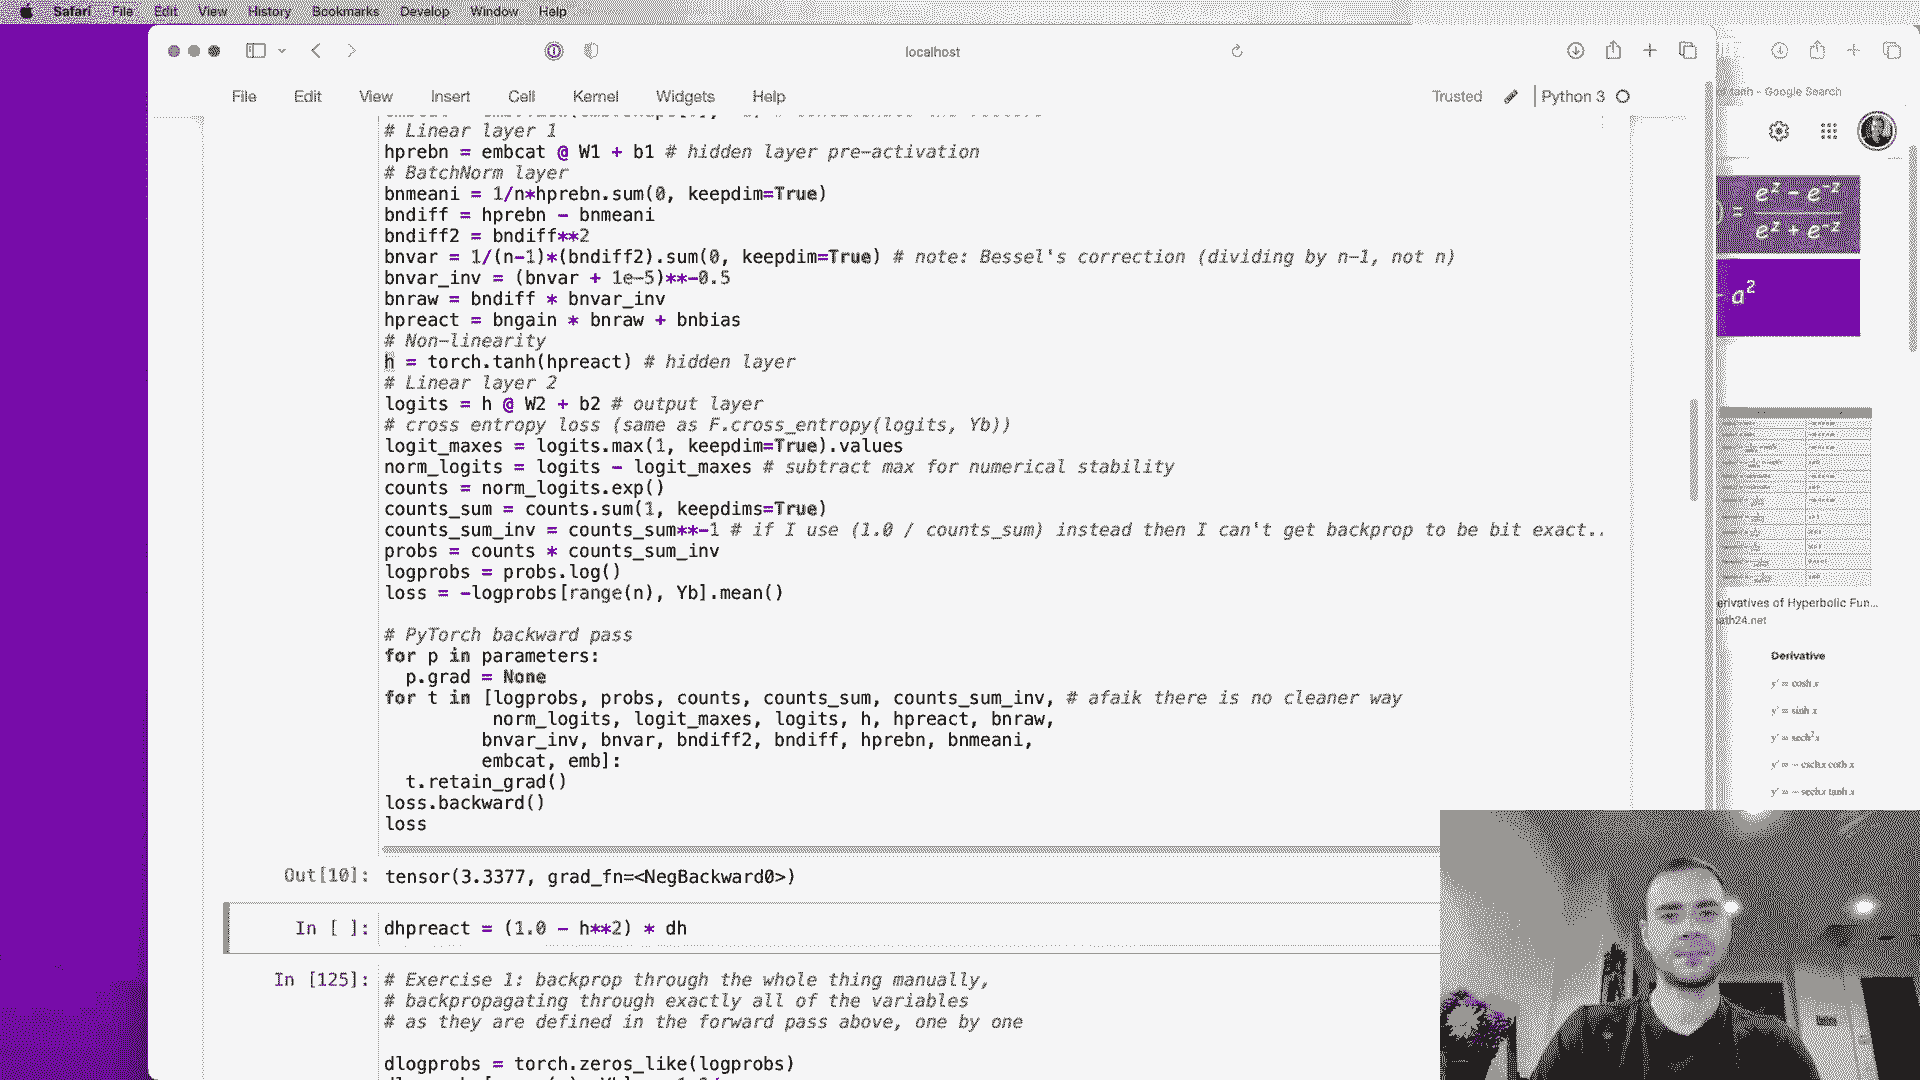 Safari File Edit View History Bookmarks Develop Window Help
localhost
File Edit View Insert Cell Kernel Widgets Help
Trusted Python 3
# Linear layer 1
hprebn = embcat @ W1 + b1 # hidden layer pre-activation
# BatchNorm layer
bnmeani = 1/n*hprebn.sum(0, keepdim=True)
bndiff = hprebn - bnmeani
bndiff2 = bndiff**2
bnvar = 1/(n-1)*(bndiff2).sum(0, keepdim=True) # note: Bessel's correction (dividing by n-1, not n)
bnvar_inv = (bnvar + 1e-5)**-0.5
bnraw = bndiff * bnvar_inv
hpreact = bngain * bnraw + bnbias
# Non-linearity
h = torch.tanh(hpreact) # hidden layer
# Linear layer 2
logits = h @ W2 + b2 # output layer
# cross entropy loss (same as F.cross_entropy(logits, Yb))
logit_maxes = logits.max(1, keepdim=True).values
norm_logits = logits - logit_maxes # subtract max for numerical stability
counts = norm_logits.exp()
counts_sum = counts.sum(1, keepdims=True)
counts_sum_inv = counts_sum**-1 # if I use (1.0 / counts_sum) instead then I can't get backprop to be bit exact..
probs = counts * counts_sum_inv
logprobs = probs.log()
loss = -logprobs[range(n), Yb].mean()
# PyTorch backward pass
for p in parameters:
p.grad = None
for t in [logprobs, probs, counts, counts_sum, counts_sum_inv, # afaik there is no cleaner way
norm_logits, logit_maxes, logits, h, hpreact, bnraw,
bnvar_inv, bnvar, bndiff2, bndiff, hprebn, bnmeani,
embcat, emb]:
t.retain_grad()
loss.backward()
loss
Out[10]: tensor(3.3377, grad_fn=<NegBackward0>)
In [ ]: dhpreact = (1.0 - h**2) * dh
In [125]: # Exercise 1: backprop through the whole thing manually,
# backpropagating through exactly all of the variables
# as they are defined in the forward pass above, one by one
dlogprobs = torch.zeros_like(logprobs)
tanh - Google Search
= e^z - e^-z
e^z + e^-z
- a²
erivatives of Hyperbolic Fun...
ath24.net
Derivative
y' = cosh x
y' = sinh x
y' = sech² x
y' = - csch x coth x
y' = - sech x tanh x